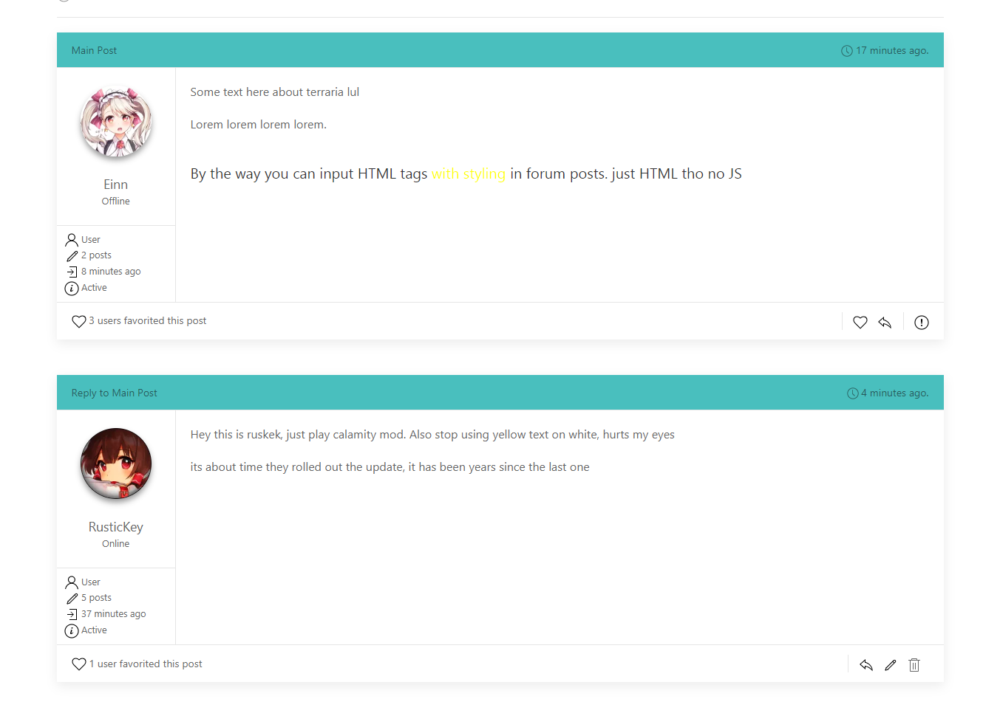 Main Post
17 minutes ago.
Some text here about terraria lul
Lorem lorem lorem lorem.
By the way you can input HTML tags with styling in forum posts. just HTML tho no JS
Einn
Offline
User
2 posts
8 minutes ago
Active
3 users favorited this post
Reply to Main Post
4 minutes ago.
Hey this is ruskek, just play calamity mod. Also stop using yellow text on white, hurts my eyes
its about time they rolled out the update, it has been years since the last one
RusticKey
Online
User
5 posts
37 minutes ago
Active
1 user favorited this post